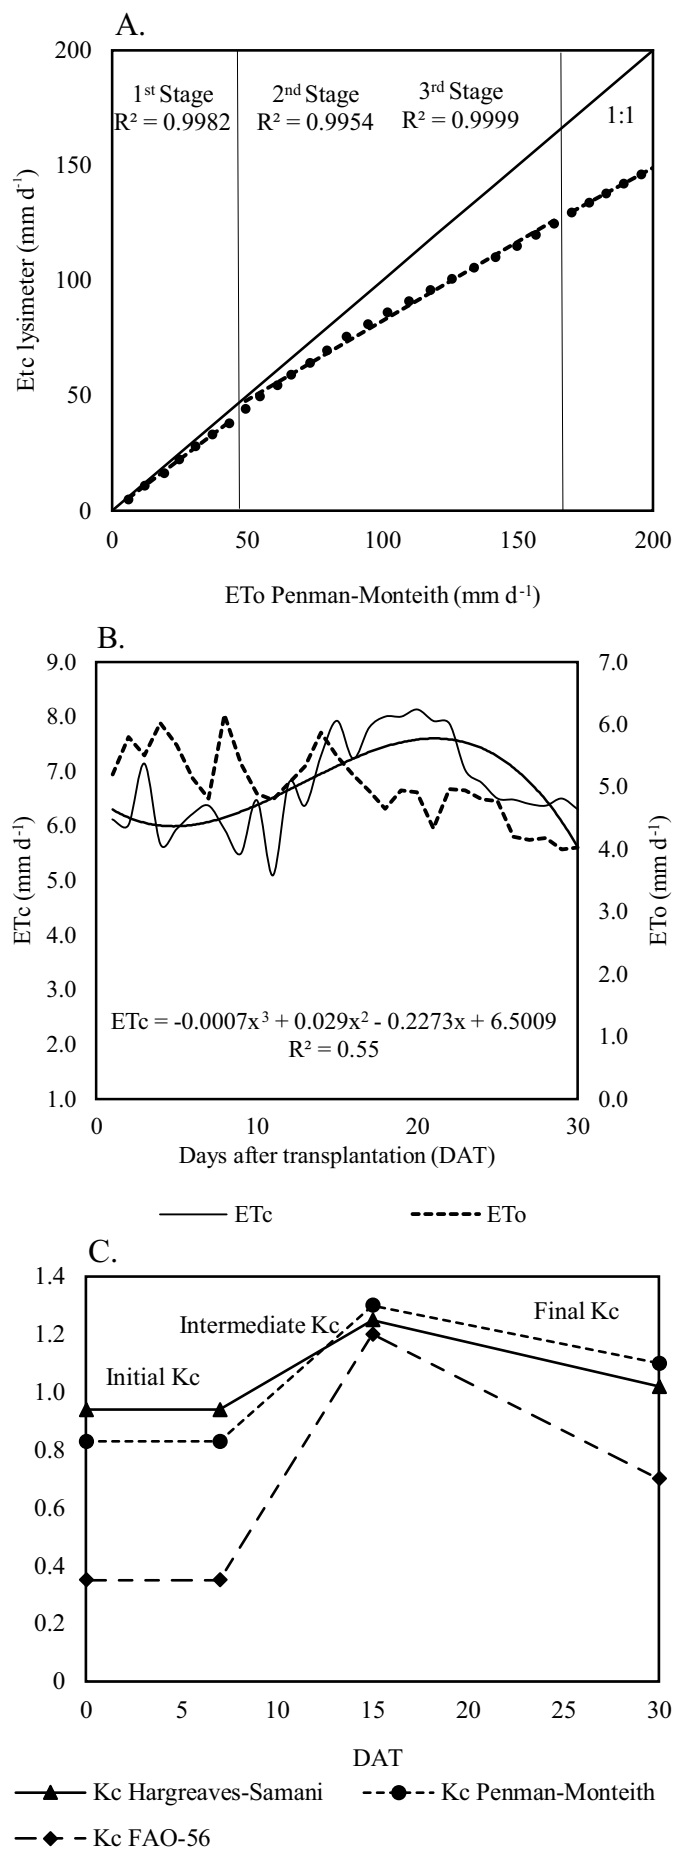 A.
200
150
100
50
0
Etc lysimeter (mm d⁻¹)
1ˢᵗ Stage
R² = 0.9982
2ⁿᵈ Stage
R² = 0.9954
3ʳᵈ Stage
R² = 0.9999
1:1
0 50 100 150 200
ETo Penman-Monteith (mm d⁻¹)
B.
9.0
8.0
7.0
6.0
5.0
4.0
3.0
2.0
1.0
ETc (mm d⁻¹)
7.0
6.0
5.0
4.0
3.0
2.0
1.0
0.0
ETo (mm d⁻¹)
ETc = -0.0007x³ + 0.029x² - 0.2273x + 6.5009
R² = 0.55
0 10 20 30
Days after transplantation (DAT)
ETc ETo
C.
1.4
1.2
1.0
0.8
0.6
0.4
0.2
0
Initial Kc
Intermediate Kc
Final Kc
0 5 10 15 20 25 30
DAT
Kc Hargreaves-Samani Kc Penman-Monteith
Kc FAO-56